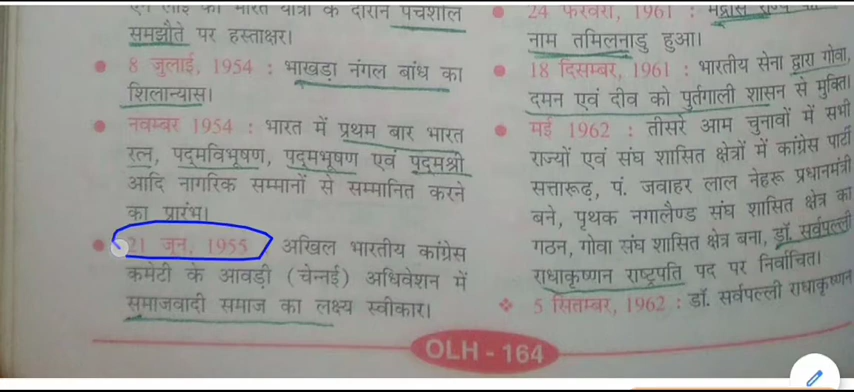 एन लाई की भारत यात्रा के दौरान पंचशील
समझौते पर हस्ताक्षर।
8 जुलाई, 1954 : भाखड़ा नंगल बांध का
शिलान्यास।
नवम्बर 1954 : भारत में प्रथम बार भारत
रत्न, पद्मविभूषण, पद्मभूषण एवं पद्मश्री
आदि नागरिक सम्मानों से सम्मानित करने
का प्रारंभ।
21 जून, 1955 अखिल भारतीय कांग्रेस
कमेटी के आवड़ी (चेन्नई) अधिवेशन में
समाजवादी समाज का लक्ष्य स्वीकार।
24 फरवरी, 1961 : मद्रास
नाम तमिलनाडु हुआ।
18 दिसम्बर, 1961 : भारतीय सेना द्वारा गोवा,
दमन एवं दीव को पुर्तगाली शासन से मुक्ति।
मई 1962 : तीसरे आम चुनावों में सभी
राज्यों एवं संघ शासित क्षेत्रों में कांग्रेस पार्टी
सत्तारूढ़, पं. जवाहर लाल नेहरू प्रधानमंत्री
बने, पृथक नगालैण्ड संघ शासित क्षेत्र का
गठन, गोवा संघ शासित क्षेत्र बना, डॉ. सर्वपल्ली
राधाकृष्णन राष्ट्रपति पद पर निर्वाचित।
5 सितम्बर, 1962 : डॉ. सर्वपल्ली राधाकृष्णन
OLH - 164